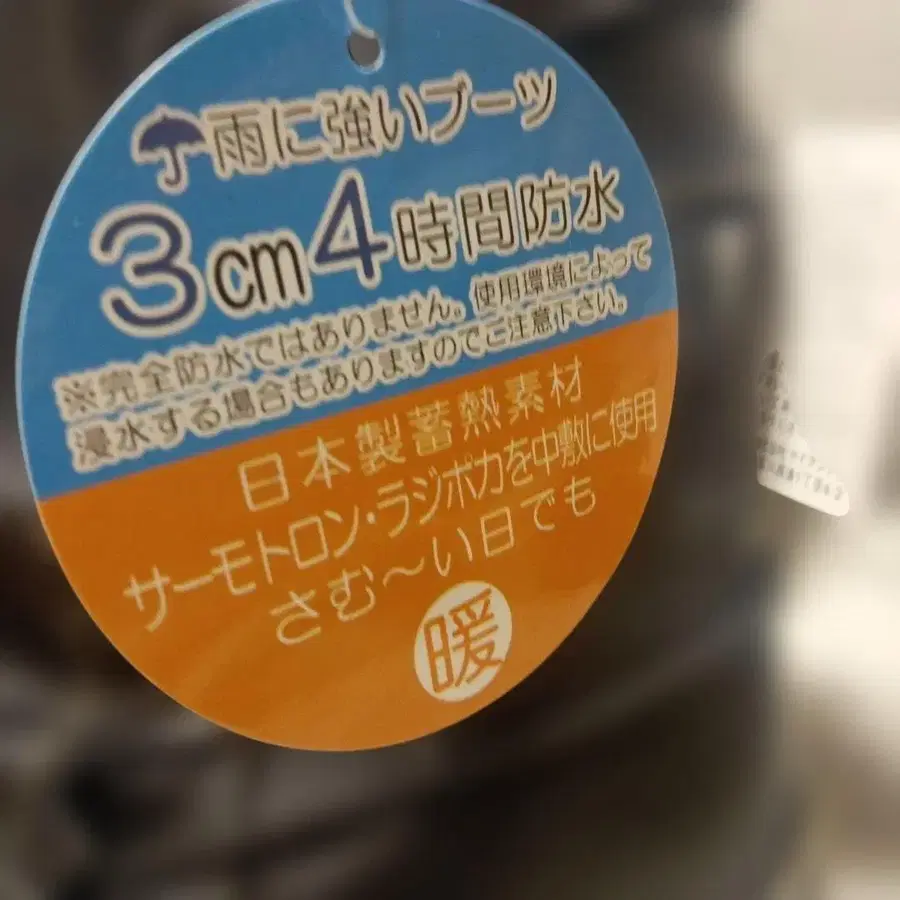 雨に強いブーツ
3cm4時間防水
※完全防水ではありません。使用環境によって
浸水する場合もありますのでご注意下さい。
日本製蓄熱素材
サーモトロン・ラジポカを中敷に使用
さむ～い日でも
暖